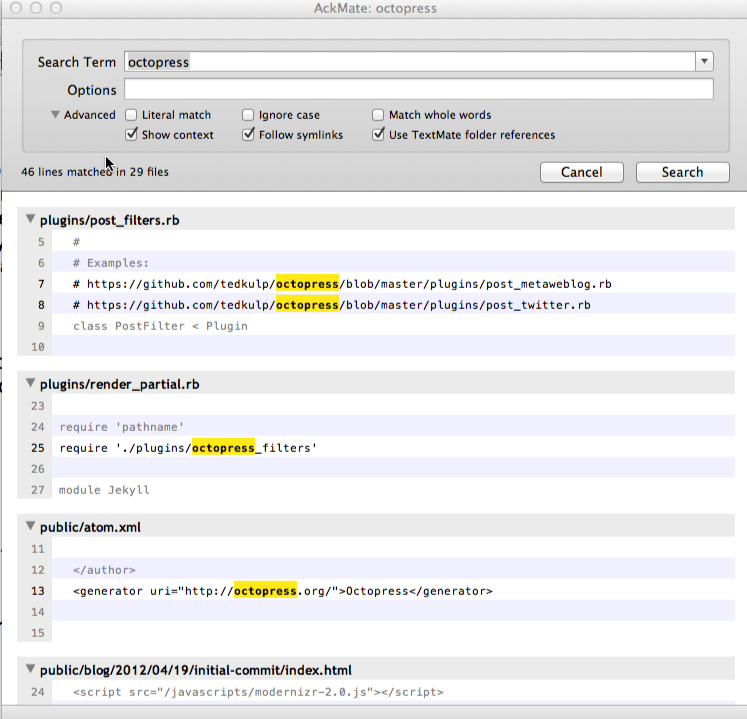 AckMate: octopress
Search Term octopress
Options
Advanced Literal match Ignore case Match whole words
Show context Follow symlinks Use TextMate folder references
46 lines matched in 29 files Cancel Search
plugins/post_filters.rb
5 #
6 # Examples:
7 # https://github.com/tedkulp/octopress/blob/master/plugins/post_metaweblog.rb
8 # https://github.com/tedkulp/octopress/blob/master/plugins/post_twitter.rb
9 class PostFilter < Plugin
10
plugins/render_partial.rb
23
24 require 'pathname'
25 require './plugins/octopress_filters'
26
27 module Jekyll
public/atom.xml
11
12 </author>
13 <generator uri="http://octopress.org/">Octopress</generator>
14
15
public/blog/2012/04/19/initial-commit/index.html
24 <script src="/javascripts/modernizr-2.0.js"></script>